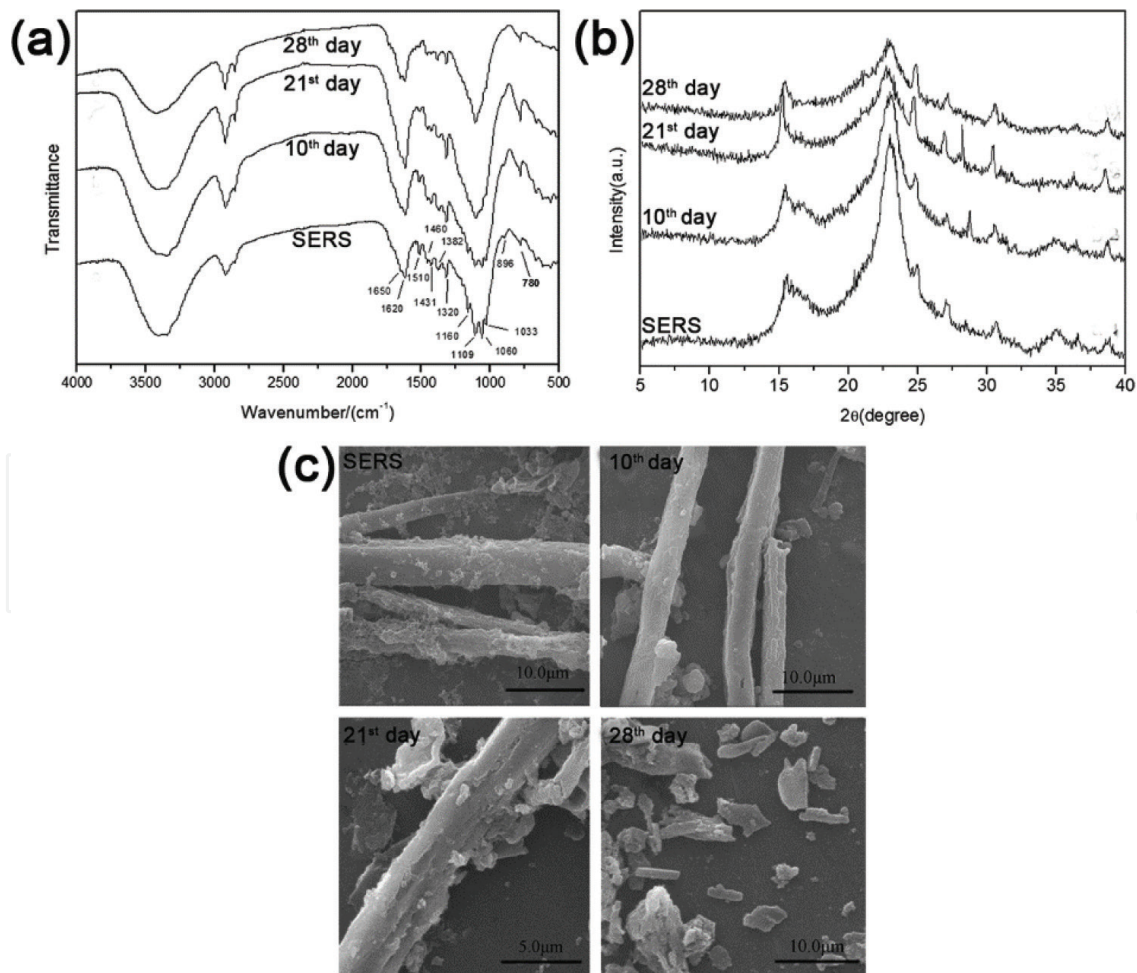 (a)
28th day
21st day
10th day
SERS
1460
1382
896
780
1510
1650
1431
1320
1620
1160
1033
1109
1060
Transmittance
4000 3500 3000 2500 2000 1500 1000 500
Wavenumber/(cm-1)
(b)
28th day
21st day
10th day
SERS
Intensity(a.u.)
5 10 15 20 25 30 35 40
2θ(degree)
(c)
SERS
10.0μm
10th day
10.0μm
21st day
5.0μm
28th day
10.0μm